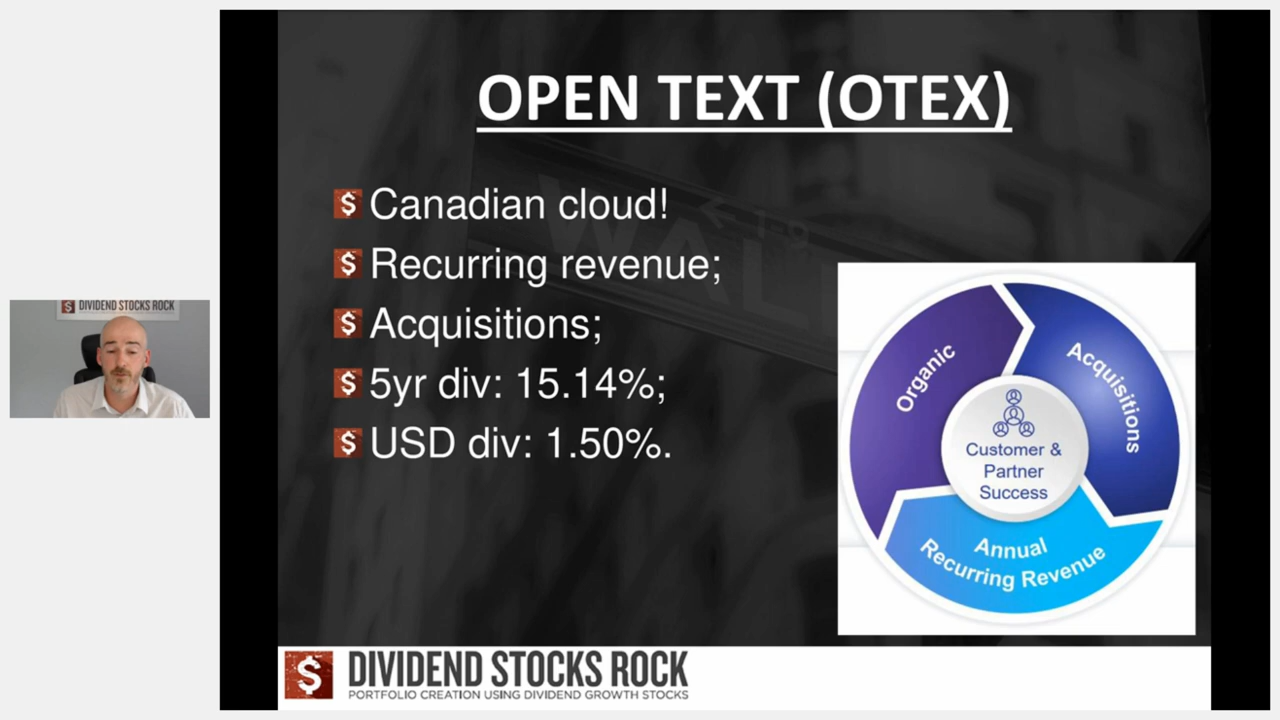 OPEN TEXT (OTEX)
Canadian cloud!
Recurring revenue;
Acquisitions;
5yr div: 15.14%;
USD div: 1.50%.
WALL
Organic
Acquisitions
Customer &
Partner
Success
Annual
Recurring Revenue
DIVIDEND STOCKS ROCK
DIVIDEND STOCKS ROCK
PORTFOLIO CREATION USING DIVIDEND GROWTH STOCKS